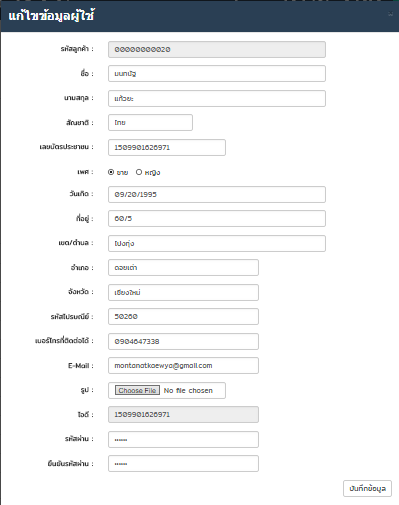 แก้ไขข้อมูลผู้ใช้
รหัสลูกค้า : 00000000020
ชื่อ : มนทนัฐ
นามสกุล : แก้วยะ
สัญชาติ : ไทย
เลขบัตรประชาชน : 1509901626971
เพศ : ชาย หญิง
วันเกิด : 09/20/1995
ที่อยู่ : 60/5
เขต/ตำบล : โปงทุ่ง
อำเภอ : ดอยเต่า
จังหวัด : เชียงใหม่
รหัสไปรษณีย์ : 50260
เบอร์โทรที่ติดต่อได้ : 0904647338
E-Mail : montanatkaewya@gmail.com
รูป : Choose File No file chosen
ไอดี : 1509901626971
รหัสผ่าน : •••••••
ยืนยันรหัสผ่าน : •••••••
บันทึกข้อมูล